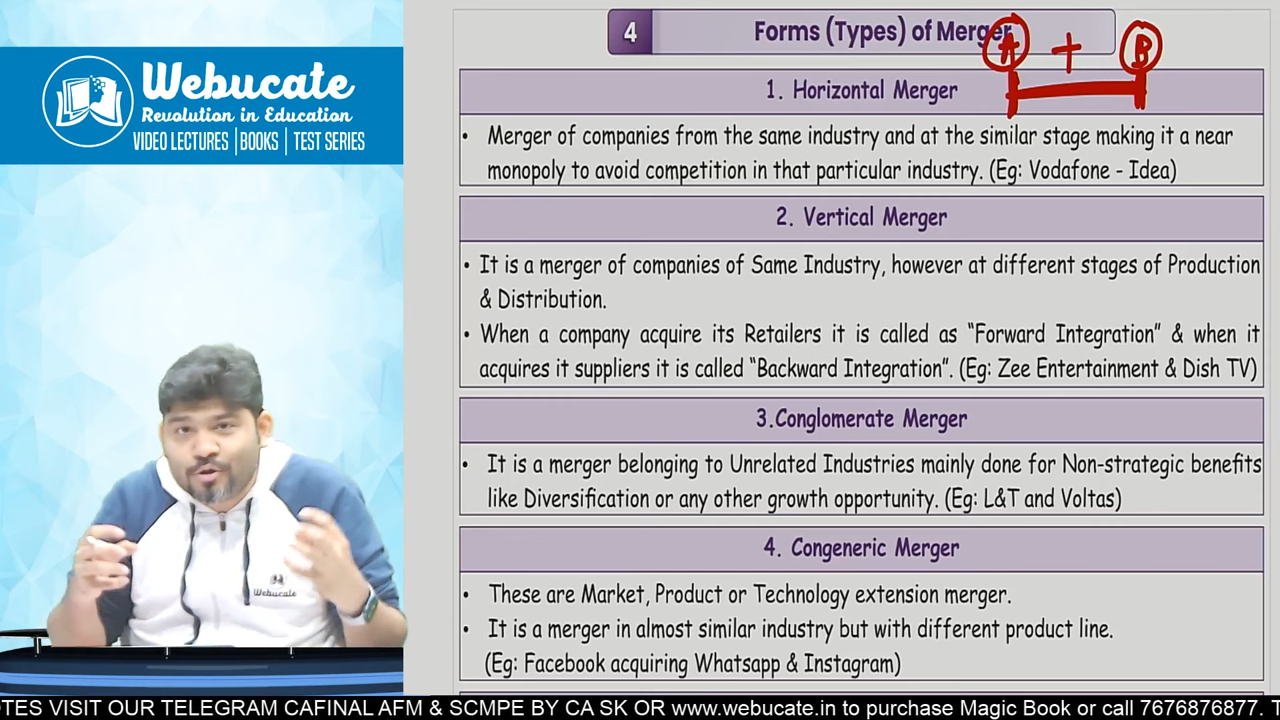 Webucate
Revolution in Education
VIDEO LECTURES | BOOKS | TEST SERIES
4
Forms (Types) of Merger
A + B
1. Horizontal Merger
• Merger of companies from the same industry and at the similar stage making it a near
monopoly to avoid competition in that particular industry. (Eg: Vodafone - Idea)
2. Vertical Merger
• It is a merger of companies of Same Industry, however at different stages of Production
& Distribution.
• When a company acquire its Retailers it is called as “Forward Integration” & when it
acquires it suppliers it is called “Backward Integration”. (Eg: Zee Entertainment & Dish TV)
3.Conglomerate Merger
• It is a merger belonging to Unrelated Industries mainly done for Non-strategic benefits
like Diversification or any other growth opportunity. (Eg: L&T and Voltas)
4. Congeneric Merger
• These are Market, Product or Technology extension merger.
• It is a merger in almost similar industry but with different product line.
(Eg: Facebook acquiring Whatsapp & Instagram)
Webucate
TES VISIT OUR TELEGRAM CAFINAL AFM & SCMPE BY CA SK OR www.webucate.in to purchase Magic Book or call 7676876877. T